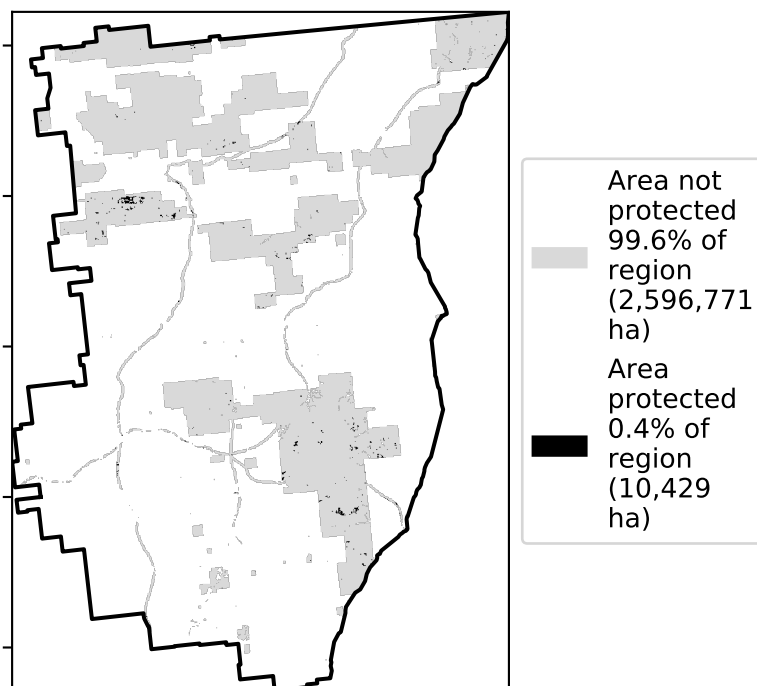 Area not
protected
99.6% of
region
(2,596,771
ha)
Area
protected
0.4% of
region
(10,429
ha)